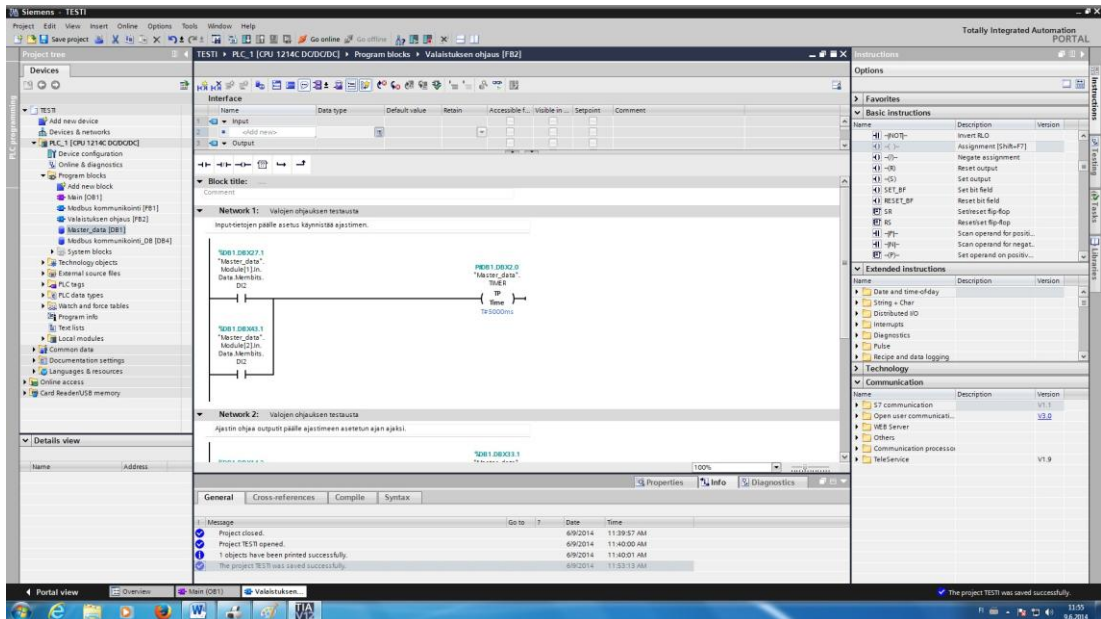 Siemens - TESTI
Project Edit View Insert Online Options Tools Window Help
Save project Go online Go offline
Totally Integrated Automation
PORTAL
Project tree
TESTI ▸ PLC_1 [CPU 1214C DC/DC/DC] ▸ Program blocks ▸ Valaistuksen ohjaus [FB2]
Instructions
Devices
Options
TESTI
Add new device
Devices & networks
PLC_1 [CPU 1214C DC/DC/DC]
Device configuration
Online & diagnostics
Program blocks
Add new block
Main [OB1]
Modbus kommunikointi [FB1]
Valaistuksen ohjaus [FB2]
Master_data [DB1]
Modbus kommunikointi_DB [DB4]
System blocks
Technology objects
External source files
PLC tags
PLC data types
Watch and force tables
Program info
Text lists
Local modules
Common data
Documentation settings
Languages & resources
Online access
Card Reader/USB memory
Details view
Name Address
PLC programming
Interface
Name Data type Default value Retain Accessible f... Visible in ... Setpoint Comment
1 Input
2 <Add new>
3 Output
Block title: ...
Comment
Network 1: Valojen ohjauksen testausta
Input-tietojen päälle asetus käynnistää ajastimen.
%DB1.DBX27.1
"Master_data".
Module[1].In.
Data.Membits.
DI2
P#DB1.DBX2.0
"Master_data".
TIMER
TP
Time
T#5000ms
%DB1.DBX43.1
"Master_data".
Module[2].In.
Data.Membits.
DI2
Network 2: Valojen ohjauksen testausta
Ajastin ohjaa outputit päälle ajastimeen asetetun ajan ajaksi.
%DB1.DBX33.1
100%
Properties Info Diagnostics
General Cross-references Compile Syntax
! Message Go to ? Date Time
Project closed. 6/9/2014 11:39:57 AM
Project TESTI opened. 6/9/2014 11:40:00 AM
1 objects have been printed successfully. 6/9/2014 11:40:01 AM
The project TESTI was saved successfully. 6/9/2014 11:53:13 AM
Favorites
Basic instructions
Name Description Version
-|NOT|- Invert RLO
-( )- Assignment [Shift+F7]
-(/)- Negate assignment
-(R) Reset output
-(S) Set output
SET_BF Set bit field
RESET_BF Reset bit field
SR Set/reset flip-flop
RS Reset/set flip-flop
-|P|- Scan operand for positi...
-|N|- Scan operand for negat...
-(P)- Set operand on positiv...
Extended instructions
Name Description Version
Date and time-of-day
String + Char
Distributed I/O
Interrupts
Diagnostics
Pulse
Recipe and data logging
Technology
Communication
Name Description Version
S7 communication V1.1
Open user communicati... V3.0
WEB Server
Others
Communication processor
TeleService V1.9
Instructions
Testing
Tasks
Libraries
Portal view Overview Main (OB1) Valaistuksen...
The project TESTI was saved successfully.
TIA
V12
FI
11:55
9.6.2014